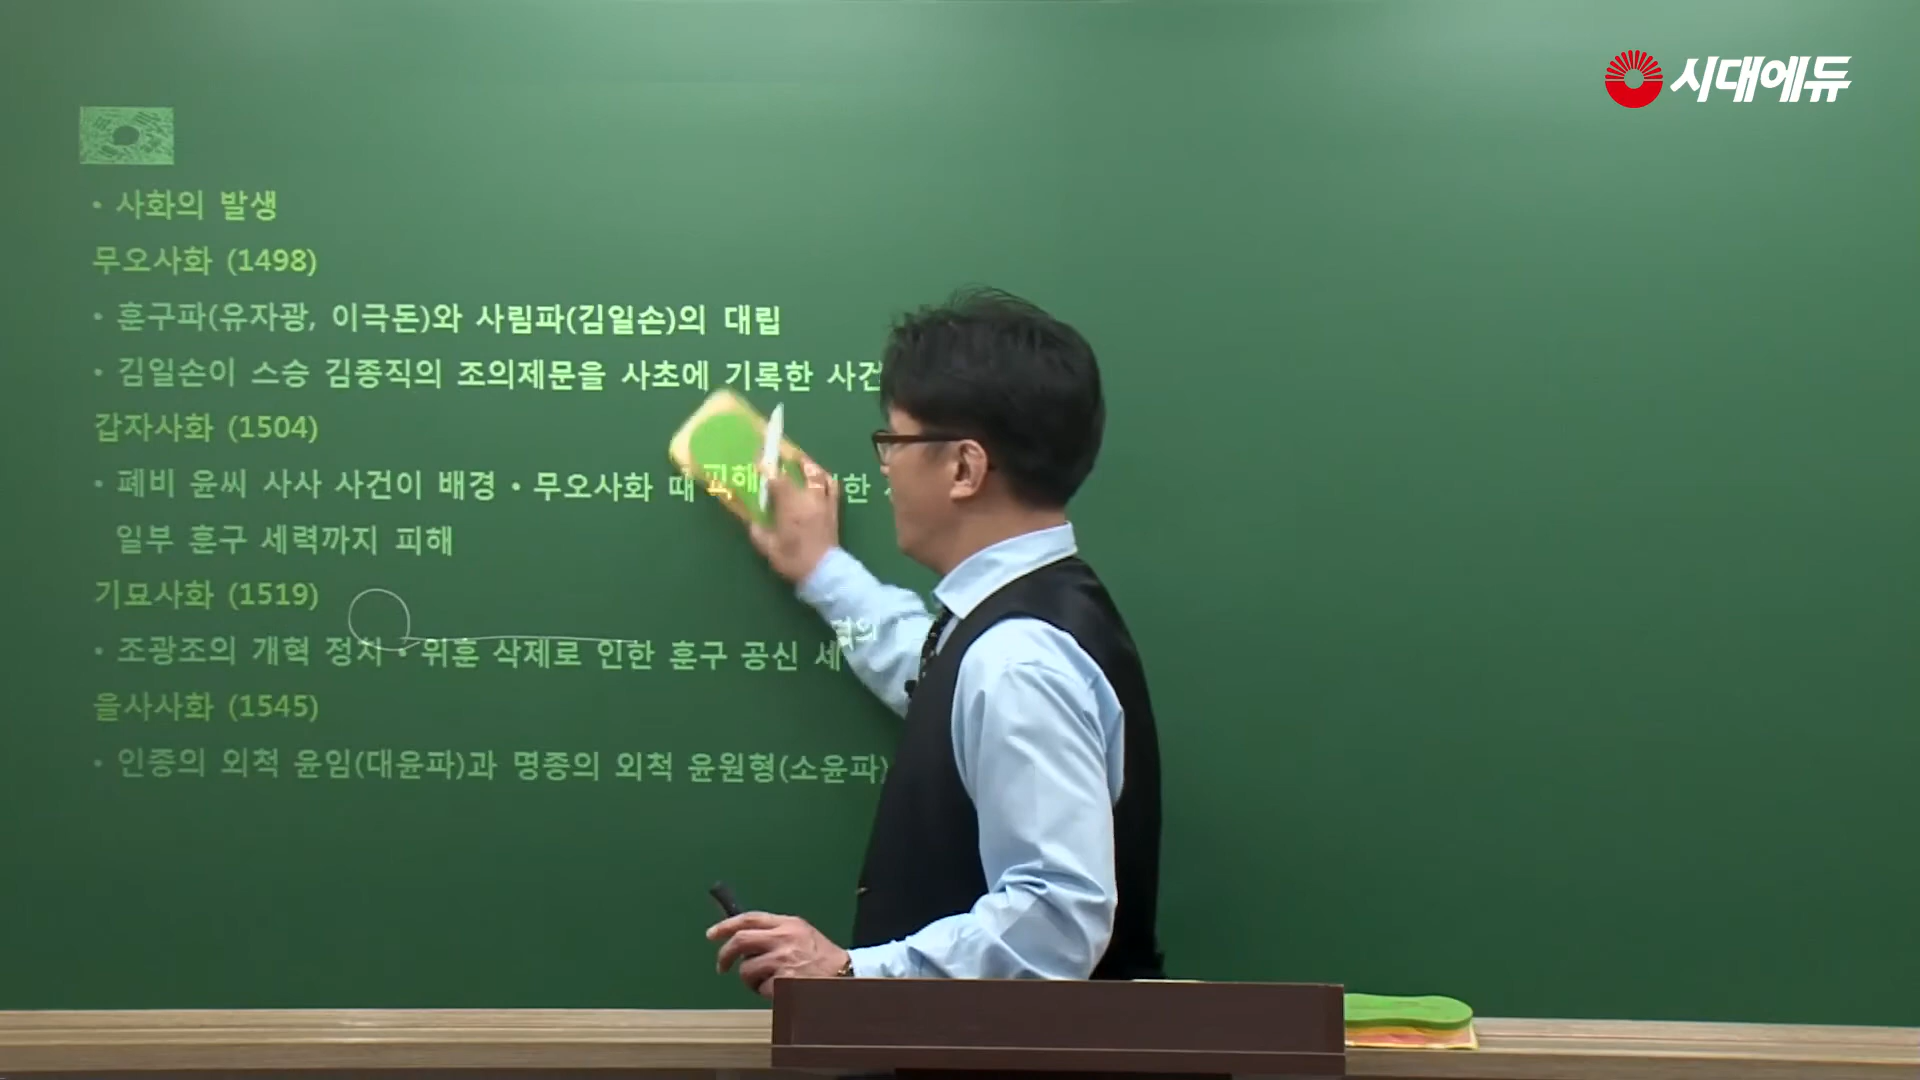 시대에듀
• 사화의 발생
무오사화 (1498)
• 훈구파(유자광, 이극돈)와 사림파(김일손)의 대립
• 김일손이 스승 김종직의 조의제문을 사초에 기록한 사건
갑자사화 (1504)
• 폐비 윤씨 사사 사건이 배경 • 무오사화 때 피해
일부 훈구 세력까지 피해
기묘사화 (1519)
• 조광조의 개혁 정치 • 위훈 삭제로 인한 훈구 공신 세력의
을사사화 (1545)
• 인종의 외척 윤임(대윤파)과 명종의 외척 윤원형(소윤파)